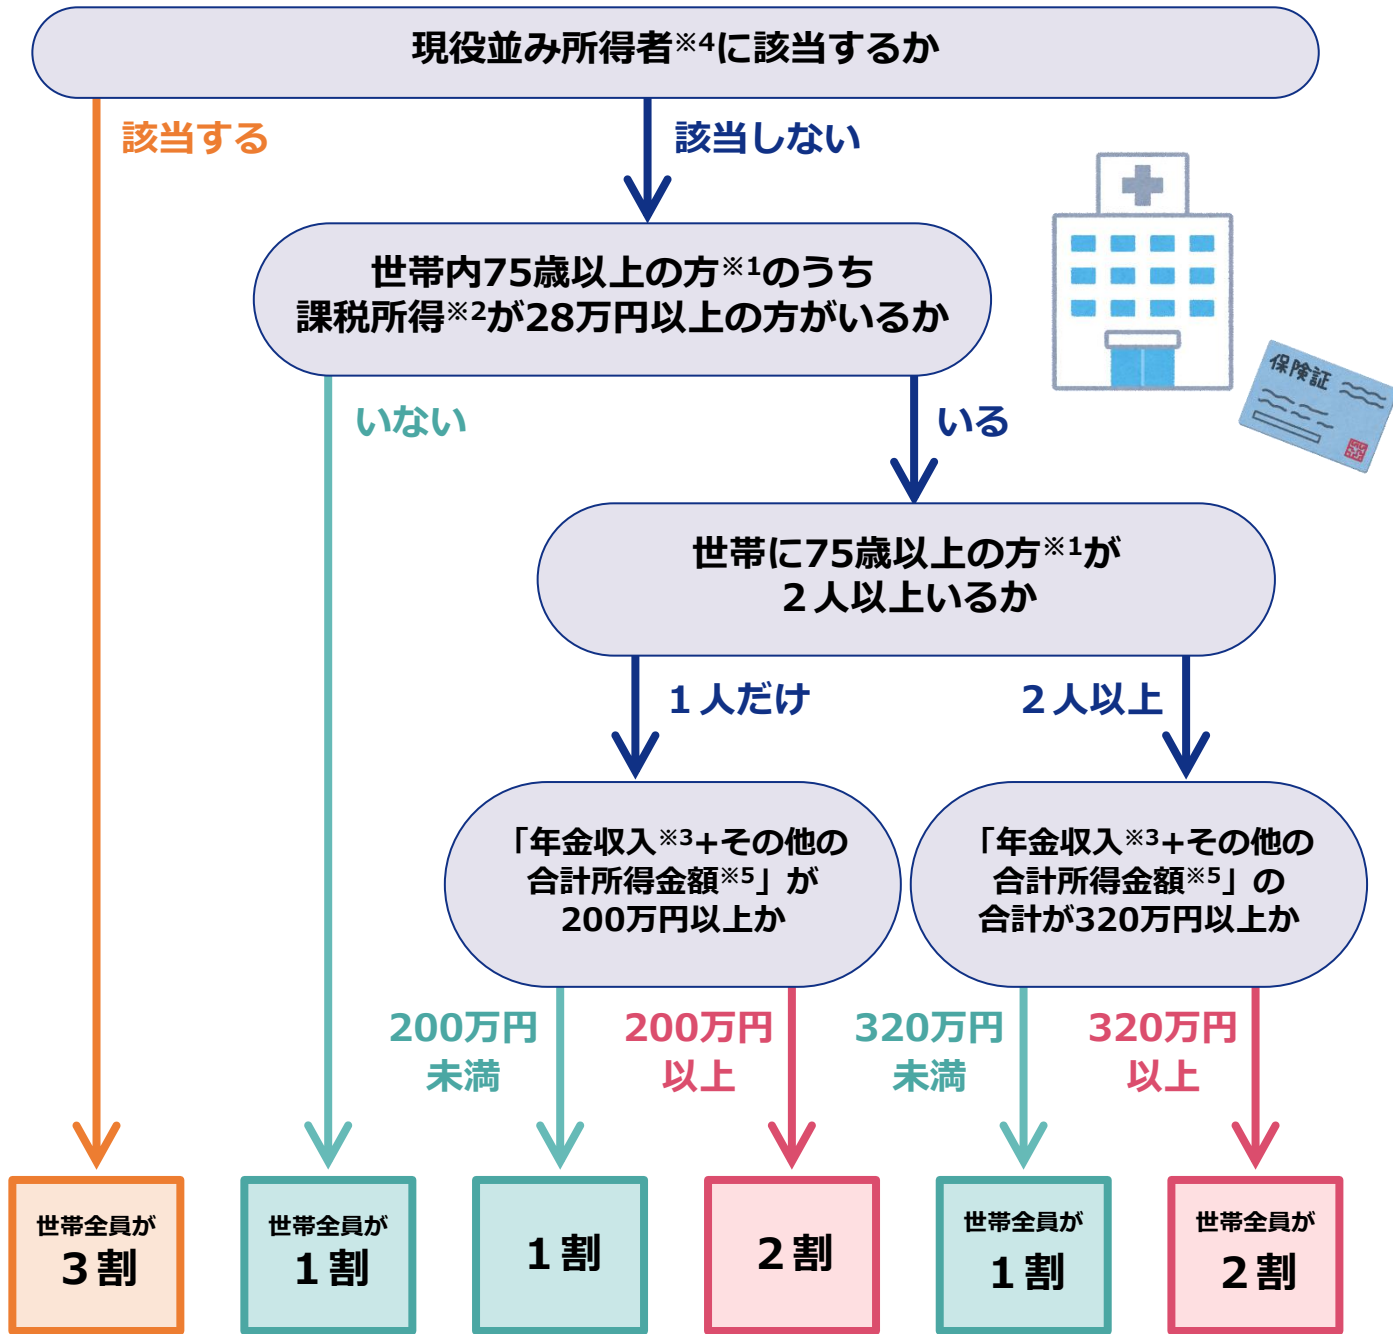 現役並み所得者※4に該当するか
該当する
該当しない
世帯内75歳以上の方※1のうち
課税所得※2が28万円以上の方がいるか
保険証
いない
いる
世帯に75歳以上の方※1が
２人以上いるか
１人だけ
２人以上
「年金収入※3+その他の
合計所得金額※5」が
200万円以上か
「年金収入※3+その他の
合計所得金額※5」の
合計が320万円以上か
200万円
未満
200万円
以上
320万円
未満
320万円
以上
世帯全員が
３割
世帯全員が
１割
１割
２割
世帯全員が
１割
世帯全員が
２割